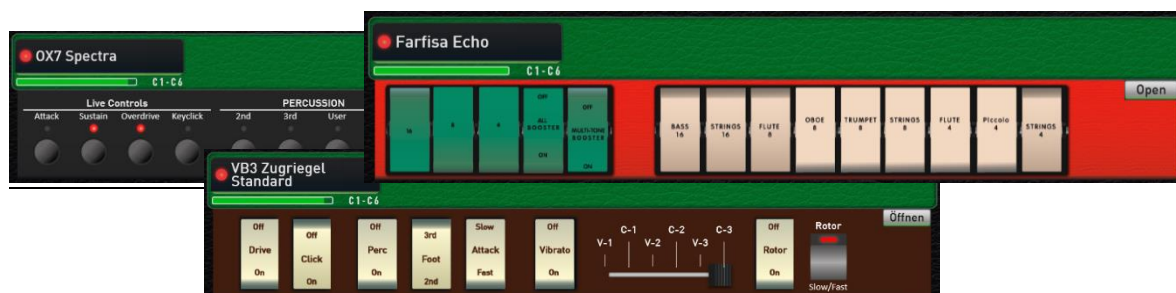 OX7 Spectra
C1-C6
Live Controls PERCUSSION
Attack Sustain Overdrive Keyclick 2nd 3rd User
Farfisa Echo
C1-C6
Open
16 8 4 OFF ALL BOOSTER ON OFF MULTI-TONE BOOSTER ON
BASS 16 STRINGS 16 FLUTE 8 OBOE 8 TRUMPET 8 STRINGS 8 FLUTE 4 Piccolo 4 STRINGS 4
VB3 Zugriegel
Standard
C1-C6
Öffnen
Off Off Off 3rd Slow Off C-1 C-2 C-3 Off Rotor
Drive Click Perc Foot Attack Vibrato V-1 V-2 V-3 Rotor
On On On 2nd Fast On On Slow/Fast